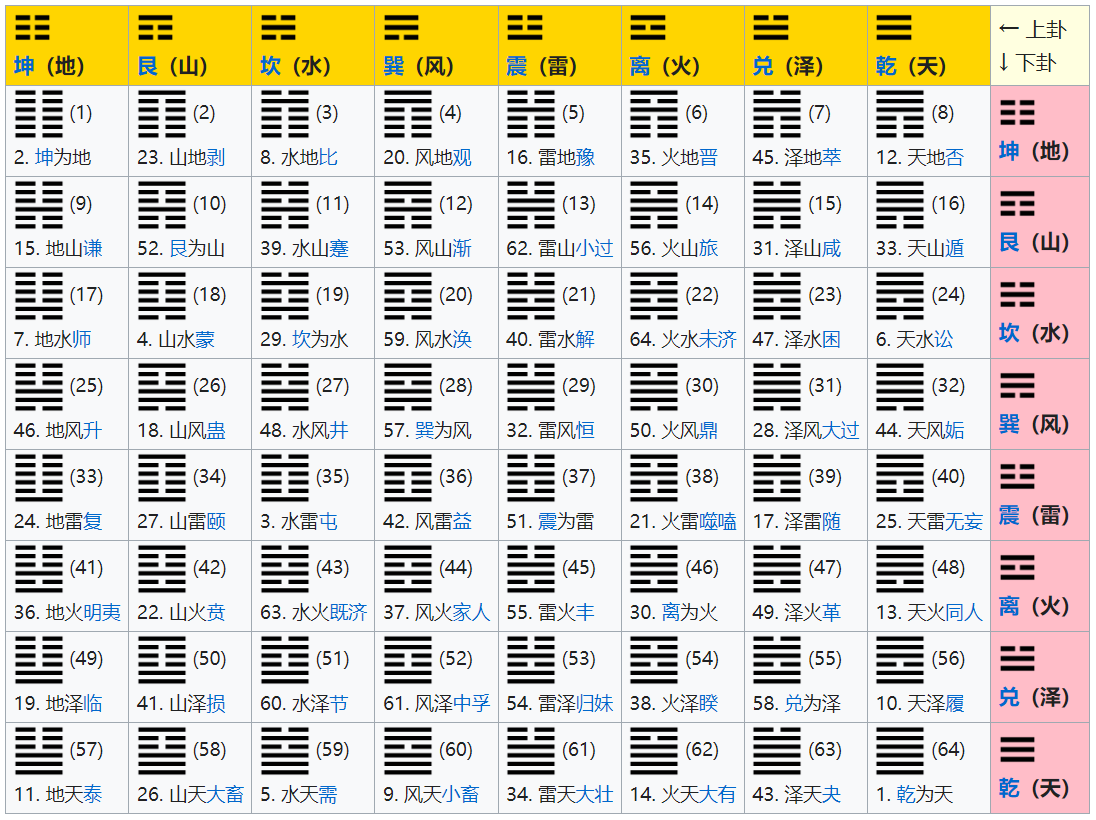 坤（地）
艮（山）
坎（水）
巽（风）
震（雷）
离（火）
兑（泽）
乾（天）
← 上卦
↓下卦
(1)
2. 坤为地
(2)
23. 山地剥
(3)
8. 水地比
(4)
20. 风地观
(5)
16. 雷地豫
(6)
35. 火地晋
(7)
45. 泽地萃
(8)
12. 天地否
坤（地）
(9)
15. 地山谦
(10)
52. 艮为山
(11)
39. 水山蹇
(12)
53. 风山渐
(13)
62. 雷山小过
(14)
56. 火山旅
(15)
31. 泽山咸
(16)
33. 天山遁
艮（山）
(17)
7. 地水师
(18)
4. 山水蒙
(19)
29. 坎为水
(20)
59. 风水涣
(21)
40. 雷水解
(22)
64. 火水未济
(23)
47. 泽水困
(24)
6. 天水讼
坎（水）
(25)
46. 地风升
(26)
18. 山风蛊
(27)
48. 水风井
(28)
57. 巽为风
(29)
32. 雷风恒
(30)
50. 火风鼎
(31)
28. 泽风大过
(32)
44. 天风姤
巽（风）
(33)
24. 地雷复
(34)
27. 山雷颐
(35)
3. 水雷屯
(36)
42. 风雷益
(37)
51. 震为雷
(38)
21. 火雷噬嗑
(39)
17. 泽雷随
(40)
25. 天雷无妄
震（雷）
(41)
36. 地火明夷
(42)
22. 山火贲
(43)
63. 水火既济
(44)
37. 风火家人
(45)
55. 雷火丰
(46)
30. 离为火
(47)
49. 泽火革
(48)
13. 天火同人
离（火）
(49)
19. 地泽临
(50)
41. 山泽损
(51)
60. 水泽节
(52)
61. 风泽中孚
(53)
54. 雷泽归妹
(54)
38. 火泽睽
(55)
58. 兑为泽
(56)
10. 天泽履
兑（泽）
(57)
11. 地天泰
(58)
26. 山天大畜
(59)
5. 水天需
(60)
9. 风天小畜
(61)
34. 雷天大壮
(62)
14. 火天大有
(63)
43. 泽天夬
(64)
1. 乾为天
乾（天）